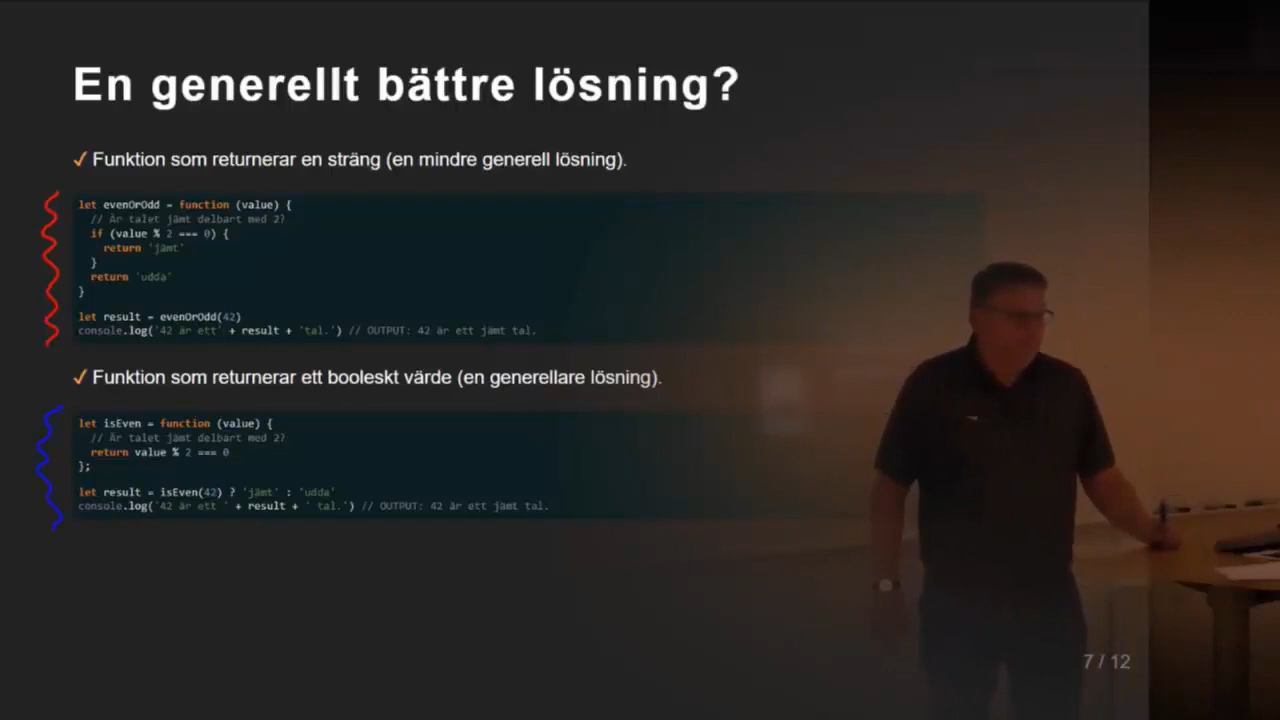 En generellt bättre lösning?
✓ Funktion som returnerar en sträng (en mindre generell lösning).
let evenOrOdd = function (value) {
// Är talet jämt delbart med 2?
if (value % 2 === 0) {
return 'jämt'
}
return 'udda'
}
let result = evenOrOdd(42)
console.log('42 är ett' + result + 'tal.') // OUTPUT: 42 är ett jämt tal.
✓ Funktion som returnerar ett booleskt värde (en generellare lösning).
let isEven = function (value) {
// Är talet jämt delbart med 2?
return value % 2 === 0
};
let result = isEven(42) ? 'jämt' : 'udda'
console.log('42 är ett ' + result + ' tal.') // OUTPUT: 42 är ett jämt tal.
7 / 12